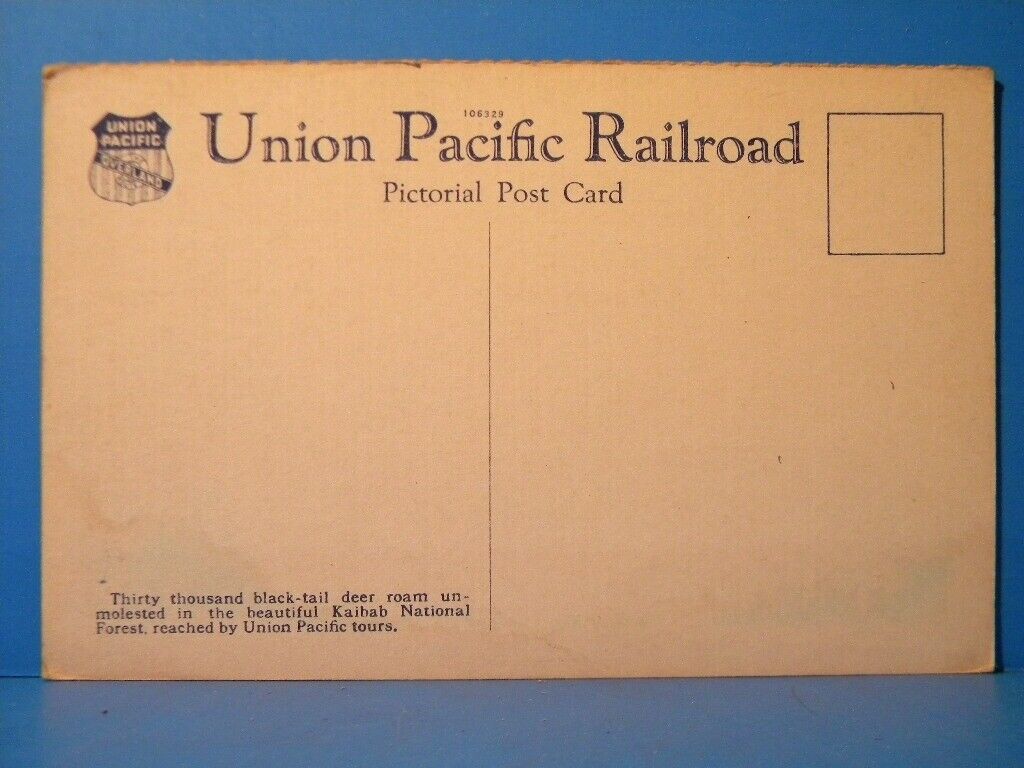 UNION
PACIFIC
OVERLAND
106329
Union Pacific Railroad
Pictorial Post Card
Thirty thousand black-tail deer roam un-
molested in the beautiful Kaibab National
Forest, reached by Union Pacific tours.